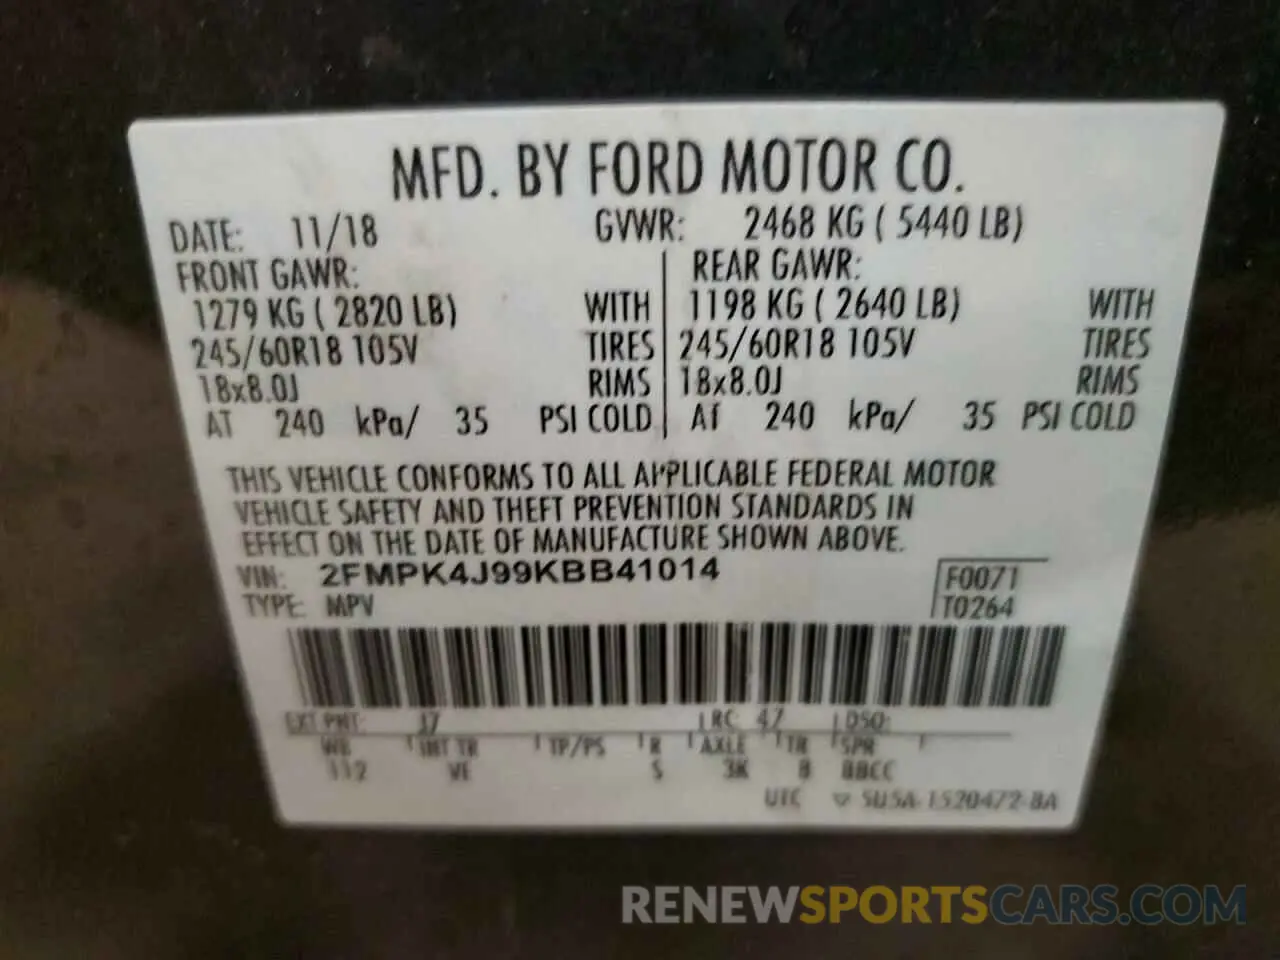 MFD. BY FORD MOTOR CO.
DATE: 11/18 GVWR: 2468 KG ( 5440 LB)
FRONT GAWR: REAR GAWR:
1279 KG ( 2820 LB) WITH 1198 KG ( 2640 LB) WITH
245/60R18 105V TIRES 245/60R18 105V TIRES
18x8.0J RIMS 18x8.0J RIMS
AT 240 kPa/ 35 PSI COLD AT 240 kPa/ 35 PSI COLD
THIS VEHICLE CONFORMS TO ALL APPLICABLE FEDERAL MOTOR
VEHICLE SAFETY AND THEFT PREVENTION STANDARDS IN
EFFECT ON THE DATE OF MANUFACTURE SHOWN ABOVE.
VIN: 2FMPK4J99KBB41014 F0071
TYPE: MPV T0264
EXT PNT: J7 RC: 47 DSO:
WB INT TR TP/PS R AXLE TR SPR
112 VE S 3K 8 BBCC
UTC ▽ 5U5A-1520472-BA
RENEWSPORTSCARS.COM